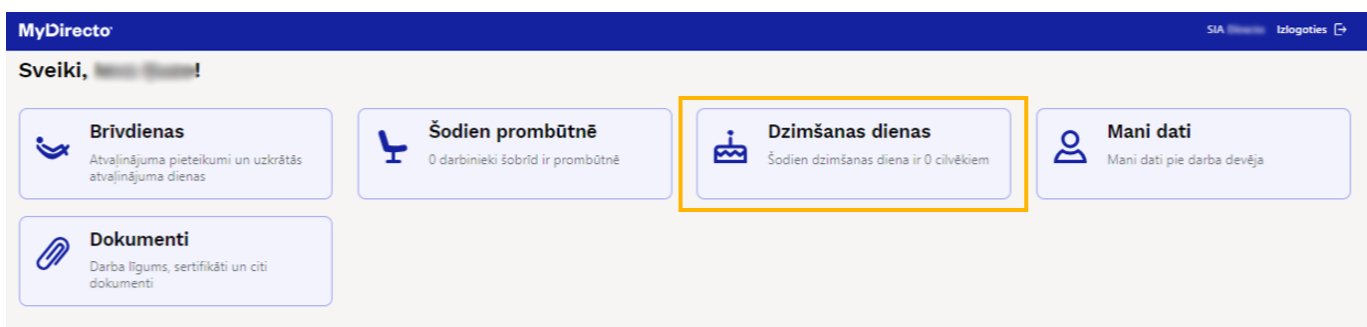 MyDirecto
SIA Izlogoties
Sveiki, !
Brīvdienas
Atvaļinājuma pieteikumi un uzkrātās
atvaļinājuma dienas
Šodien prombūtnē
0 darbinieki šobrīd ir prombūtnē
Dzimšanas dienas
Šodien dzimšanas diena ir 0 cilvēkiem
Mani dati
Mani dati pie darba devēja
Dokumenti
Darba līgums, sertifikāti un citi
dokumenti